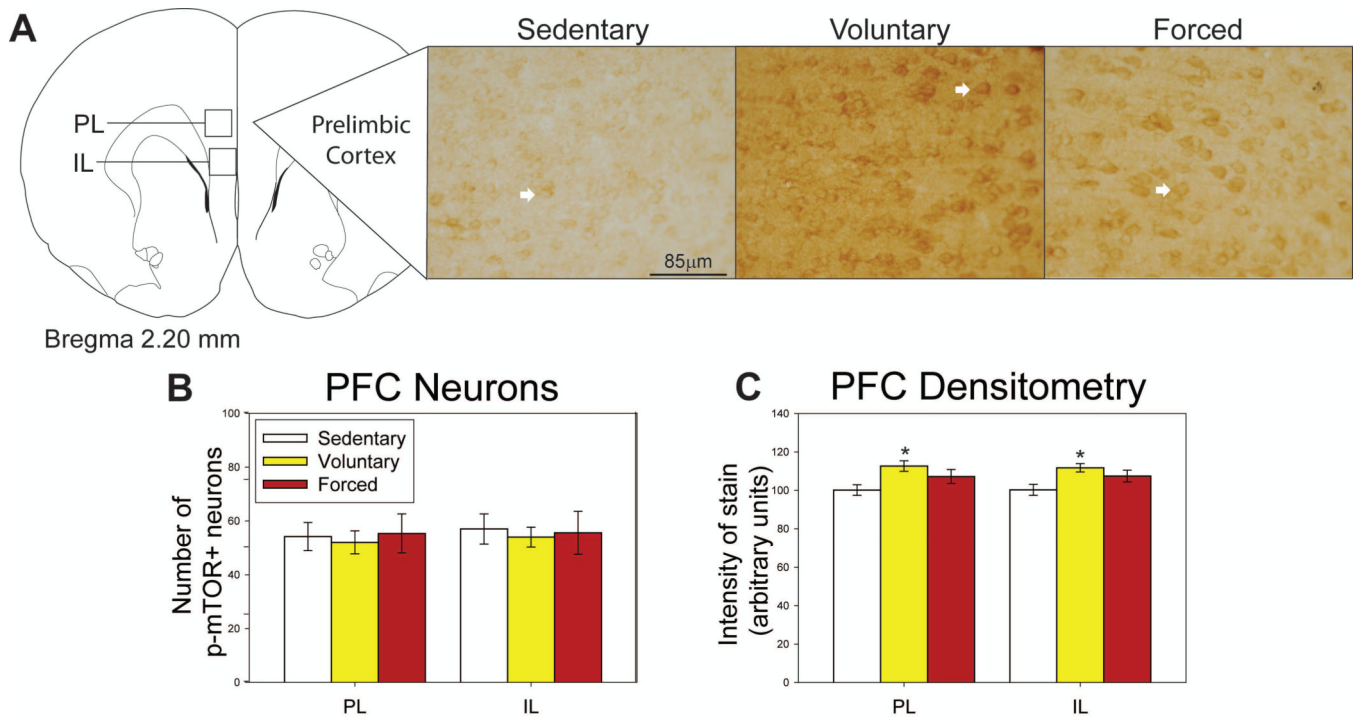 A
Sedentary
Voluntary
Forced
PL
IL
Prelimbic
Cortex
85μm
Bregma 2.20 mm
B
PFC Neurons
Number of
p-mTOR+ neurons
100
80
60
40
20
0
Sedentary
Voluntary
Forced
PL
IL
C
PFC Densitometry
Intensity of stain
(arbitrary units)
140
120
100
80
60
40
20
0
*
*
PL
IL